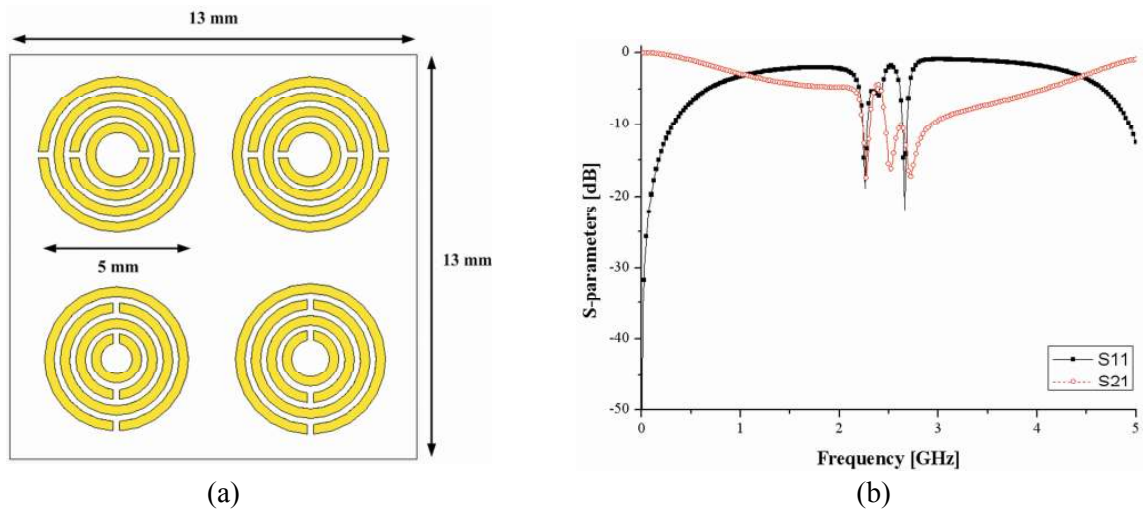 13 mm
5 mm
13 mm
(a)
0
-10
-20
-30
-40
-50
S-parameters [dB]
S11
S21
0
1
2
3
4
5
Frequency [GHz]
(b)